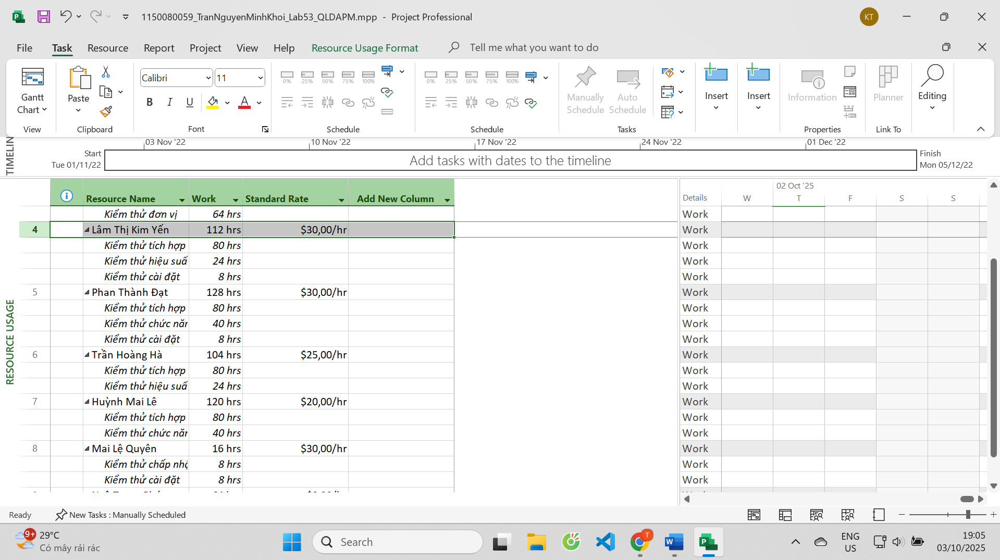 1150080059_TranNguyenMinhKhoi_Lab53_QLDAPM.mpp - Project Professional
KT
File Task Resource Report Project View Help Resource Usage Format Tell me what you want to do
Gantt Chart
View
Paste
Clipboard
Calibri 11
B I U A
Font
0% 25% 50% 75% 100%
Schedule
0% 25% 50% 75% 100%
Schedule
Manually Schedule
Auto Schedule
Tasks
Insert
Insert
Information
Properties
Planner
Link To
Editing
03 Nov '22 10 Nov '22 17 Nov '22 24 Nov '22 01 Dec '22
Start
Tue 01/11/22
Add tasks with dates to the timeline
Finish
Mon 05/12/22
RESOURCE USAGE
Resource Name Work Standard Rate Add New Column
Details
02 Oct '25
W T F S S
Kiểm thử đơn vị 64 hrs Work
4 Lâm Thị Kim Yến 112 hrs $30,00/hr Work
Kiểm thử tích hợp 80 hrs Work
Kiểm thử hiệu suấ 24 hrs Work
Kiểm thử cài đặt 8 hrs Work
5 Phan Thành Đạt 128 hrs $30,00/hr Work
Kiểm thử tích hợp 80 hrs Work
Kiểm thử chức năr 40 hrs Work
Kiểm thử cài đặt 8 hrs Work
6 Trần Hoàng Hà 104 hrs $25,00/hr Work
Kiểm thử tích hợp 80 hrs Work
Kiểm thử hiệu suấ 24 hrs Work
7 Huỳnh Mai Lê 120 hrs $20,00/hr Work
Kiểm thử tích hợp 80 hrs Work
Kiểm thử chức năr 40 hrs Work
8 Mai Lệ Quyên 16 hrs $30,00/hr Work
Kiểm thử chấp nhậ 8 hrs Work
Kiểm thử cài đặt 8 hrs Work
Ready New Tasks : Manually Scheduled
9+
29°C
Có mây rải rác
Search
T
ENG
US
19:05
03/10/2025